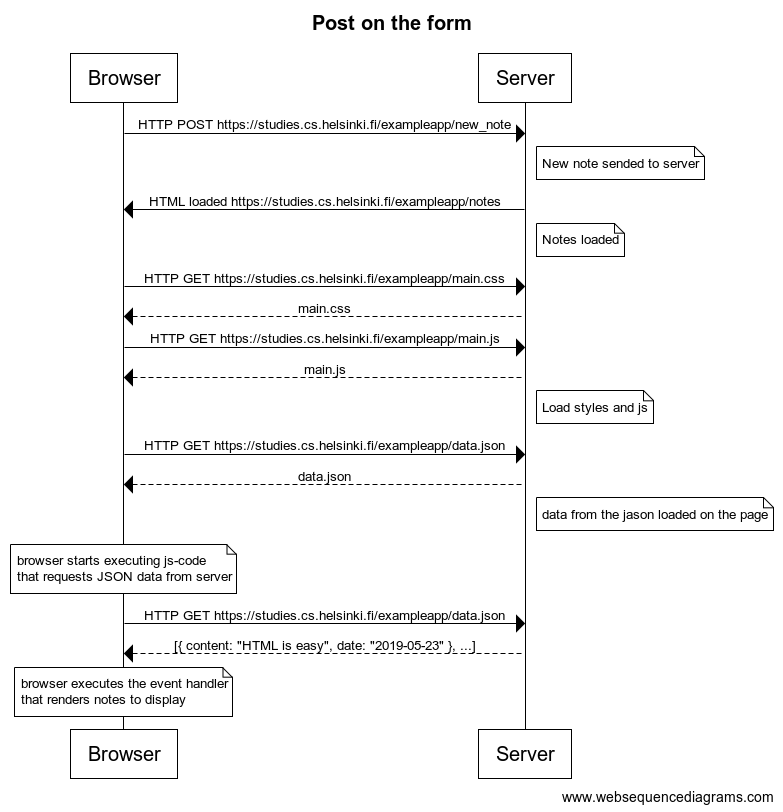 Post on the form
Browser
Server
HTTP POST https://studies.cs.helsinki.fi/exampleapp/new_note
New note sended to server
HTML loaded https://studies.cs.helsinki.fi/exampleapp/notes
Notes loaded
HTTP GET https://studies.cs.helsinki.fi/exampleapp/main.css
main.css
HTTP GET https://studies.cs.helsinki.fi/exampleapp/main.js
main.js
Load styles and js
HTTP GET https://studies.cs.helsinki.fi/exampleapp/data.json
data.json
data from the jason loaded on the page
browser starts executing js-code
that requests JSON data from server
HTTP GET https://studies.cs.helsinki.fi/exampleapp/data.json
[{ content: "HTML is easy", date: "2019-05-23" }, ...]
browser executes the event handler
that renders notes to display
Browser
Server
www.websequencediagrams.com